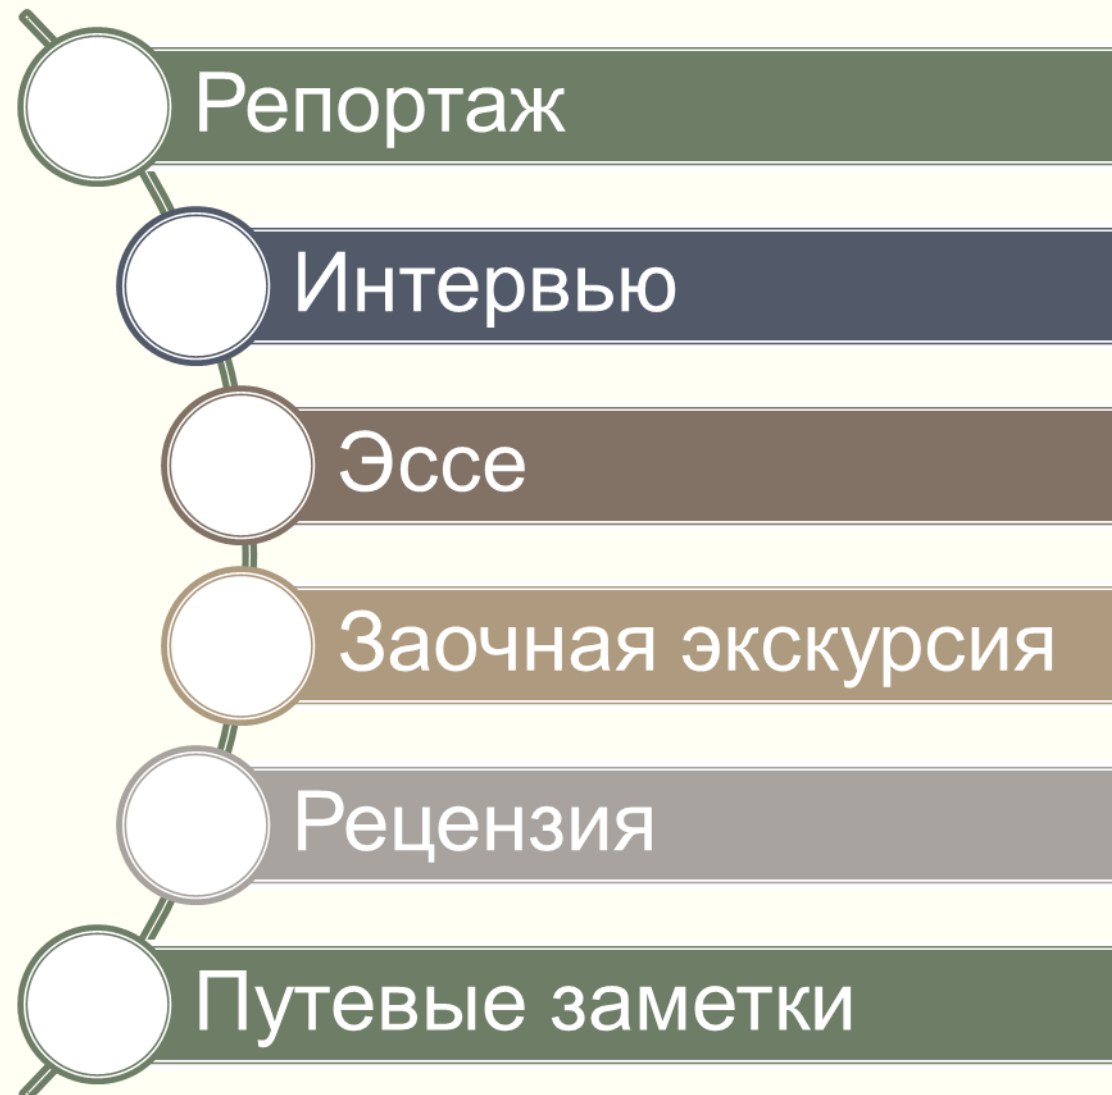 Репортаж
Интервью
Эссе
Заочная экскурсия
Рецензия
Путевые заметки